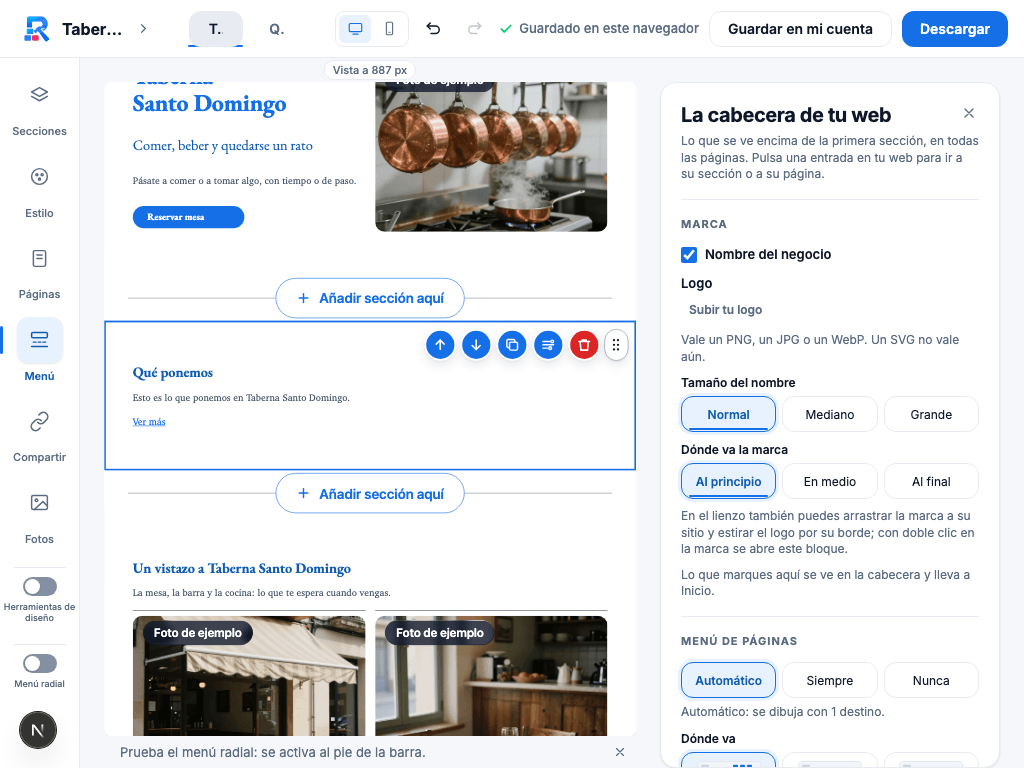 Taber...
T..
Q.
Guardado en este navegador
Guardar en mi cuenta
Descargar
Vista a 887 px
Secciones
Estilo
Páginas
Menú
Compartir
Fotos
Herramientas de
diseño
Menú radial
N
Taberna
Santo Domingo
Comer, beber y quedarse un rato
Pásate a comer o a tomar algo, con tiempo o de paso.
Reservar mesa
Foto de ejemplo
Añadir sección aquí
Qué ponemos
Esto es lo que ponemos en Taberna Santo Domingo.
Ver más
Añadir sección aquí
Un vistazo a Taberna Santo Domingo
La mesa, la barra y la cocina: lo que te espera cuando vengas.
Foto de ejemplo
Foto de ejemplo
Prueba el menú radial: se activa al pie de la barra.
La cabecera de tu web
Lo que se ve encima de la primera sección, en todas
las páginas. Pulsa una entrada en tu web para ir a
su sección o a su página.
MARCA
Nombre del negocio
Logo
Subir tu logo
Vale un PNG, un JPG o un WebP. Un SVG no vale
aún.
Tamaño del nombre
Normal
Mediano
Grande
Dónde va la marca
Al principio
En medio
Al final
En el lienzo también puedes arrastrar la marca a su
sitio y estirar el logo por su borde; con doble clic en
la marca se abre este bloque.
Lo que marques aquí se ve en la cabecera y lleva a
Inicio.
MENÚ DE PÁGINAS
Automático
Siempre
Nunca
Automático: se dibuja con 1 destino.
Dónde va